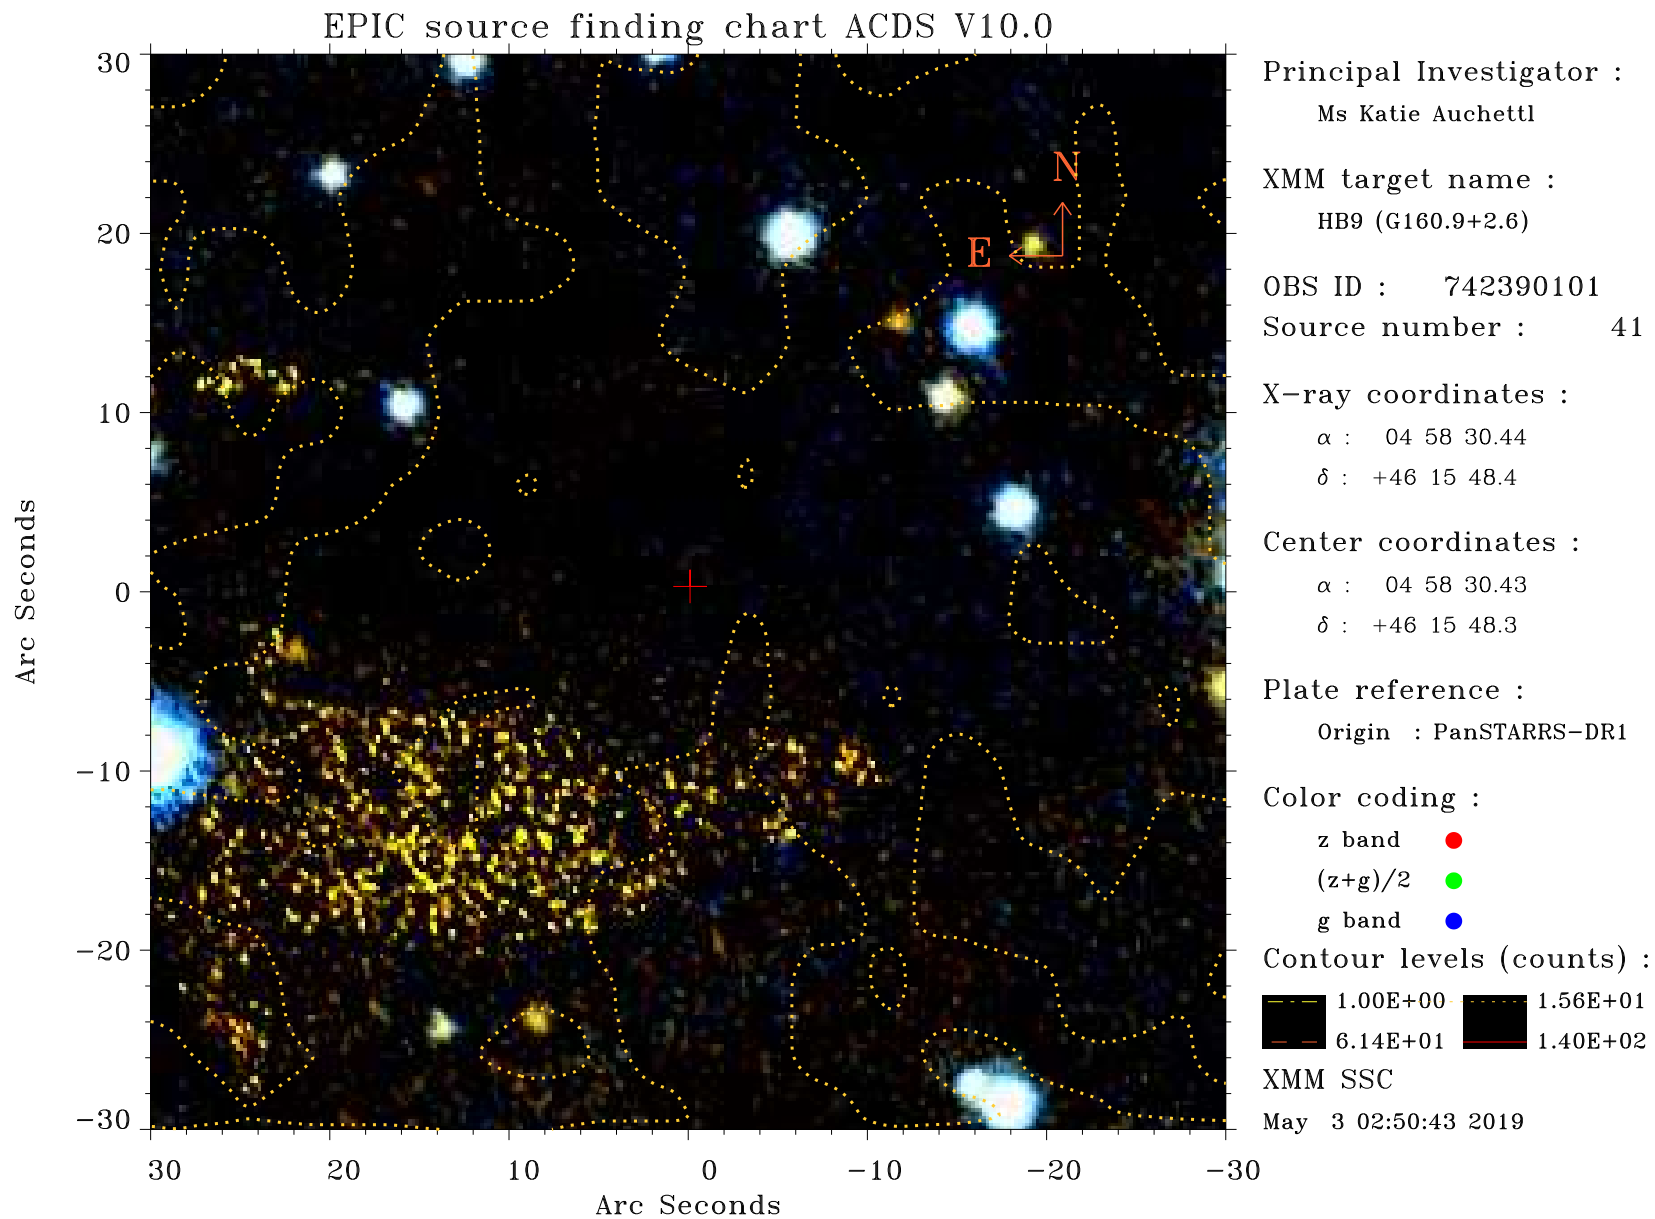 EPIC source finding chart ACDS V10.0
30
20
10
0
-10
-20
-30
Arc Seconds
30
20
10
0
-10
-20
-30
Arc Seconds
N
E
Principal Investigator :
Ms Katie Auchettl
XMM target name :
HB9 (G160.9+2.6)
OBS ID : 742390101
Source number : 41
X-ray coordinates :
α : 04 58 30.44
δ : +46 15 48.4
Center coordinates :
α : 04 58 30.43
δ : +46 15 48.3
Plate reference :
Origin : PanSTARRS-DR1
Color coding :
z band
(z+g)/2
g band
Contour levels (counts) :
1.00E+00 1.56E+01
6.14E+01 1.40E+02
XMM SSC
May 3 02:50:43 2019